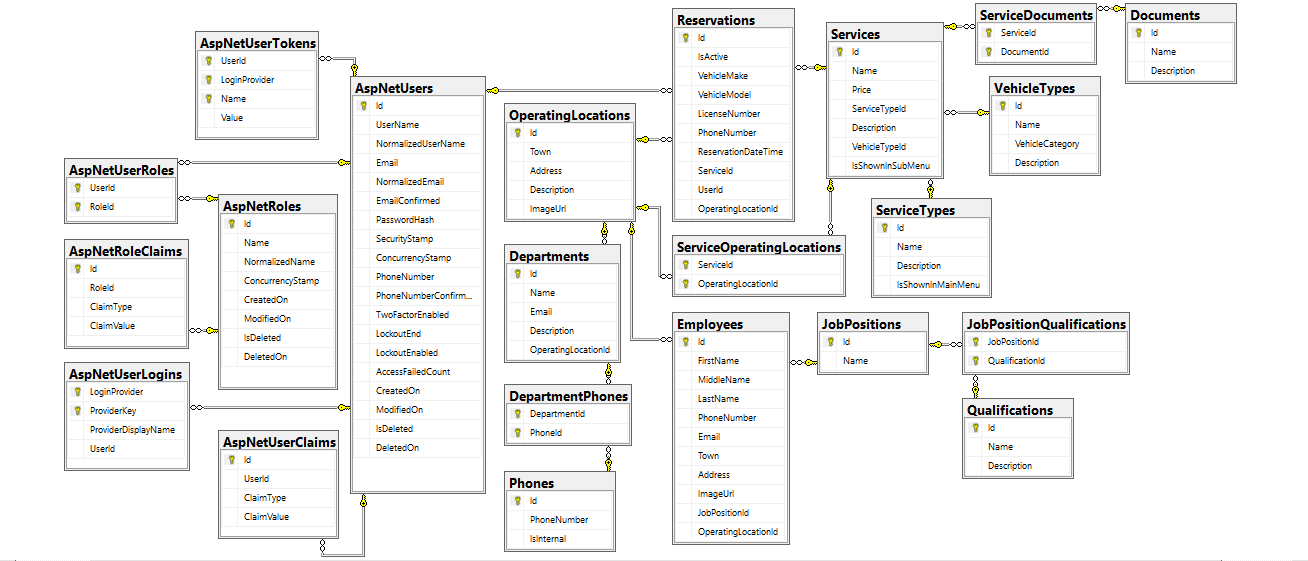 AspNetUserTokens
UserId
LoginProvider
Name
Value
AspNetUserRoles
UserId
RoleId
AspNetRoles
Id
Name
NormalizedName
ConcurrencyStamp
CreatedOn
ModifiedOn
IsDeleted
DeletedOn
AspNetRoleClaims
Id
RoleId
ClaimType
ClaimValue
AspNetUserLogins
LoginProvider
ProviderKey
ProviderDisplayName
UserId
AspNetUserClaims
Id
UserId
ClaimType
ClaimValue
AspNetUsers
Id
UserName
NormalizedUserName
Email
NormalizedEmail
EmailConfirmed
PasswordHash
SecurityStamp
ConcurrencyStamp
PhoneNumber
PhoneNumberConfirm...
TwoFactorEnabled
LockoutEnd
LockoutEnabled
AccessFailedCount
CreatedOn
ModifiedOn
IsDeleted
DeletedOn
OperatingLocations
Id
Town
Address
Description
ImageUrl
Departments
Id
Name
Email
Description
OperatingLocationId
DepartmentPhones
DepartmentId
PhoneId
Phones
Id
PhoneNumber
IsInternal
Reservations
Id
IsActive
VehicleMake
VehicleModel
LicenseNumber
PhoneNumber
ReservationDateTime
ServiceId
UserId
OperatingLocationId
ServiceOperatingLocations
ServiceId
OperatingLocationId
Employees
Id
FirstName
MiddleName
LastName
PhoneNumber
Email
Town
Address
ImageUrl
JobPositionId
OperatingLocationId
Services
Id
Name
Price
ServiceTypeId
Description
VehicleTypeId
IsShownInSubMenu
ServiceTypes
Id
Name
Description
IsShownInMainMenu
JobPositions
Id
Name
ServiceDocuments
ServiceId
DocumentId
Documents
Id
Name
Description
VehicleTypes
Id
Name
VehicleCategory
Description
JobPositionQualifications
JobPositionId
QualificationId
Qualifications
Id
Name
Description